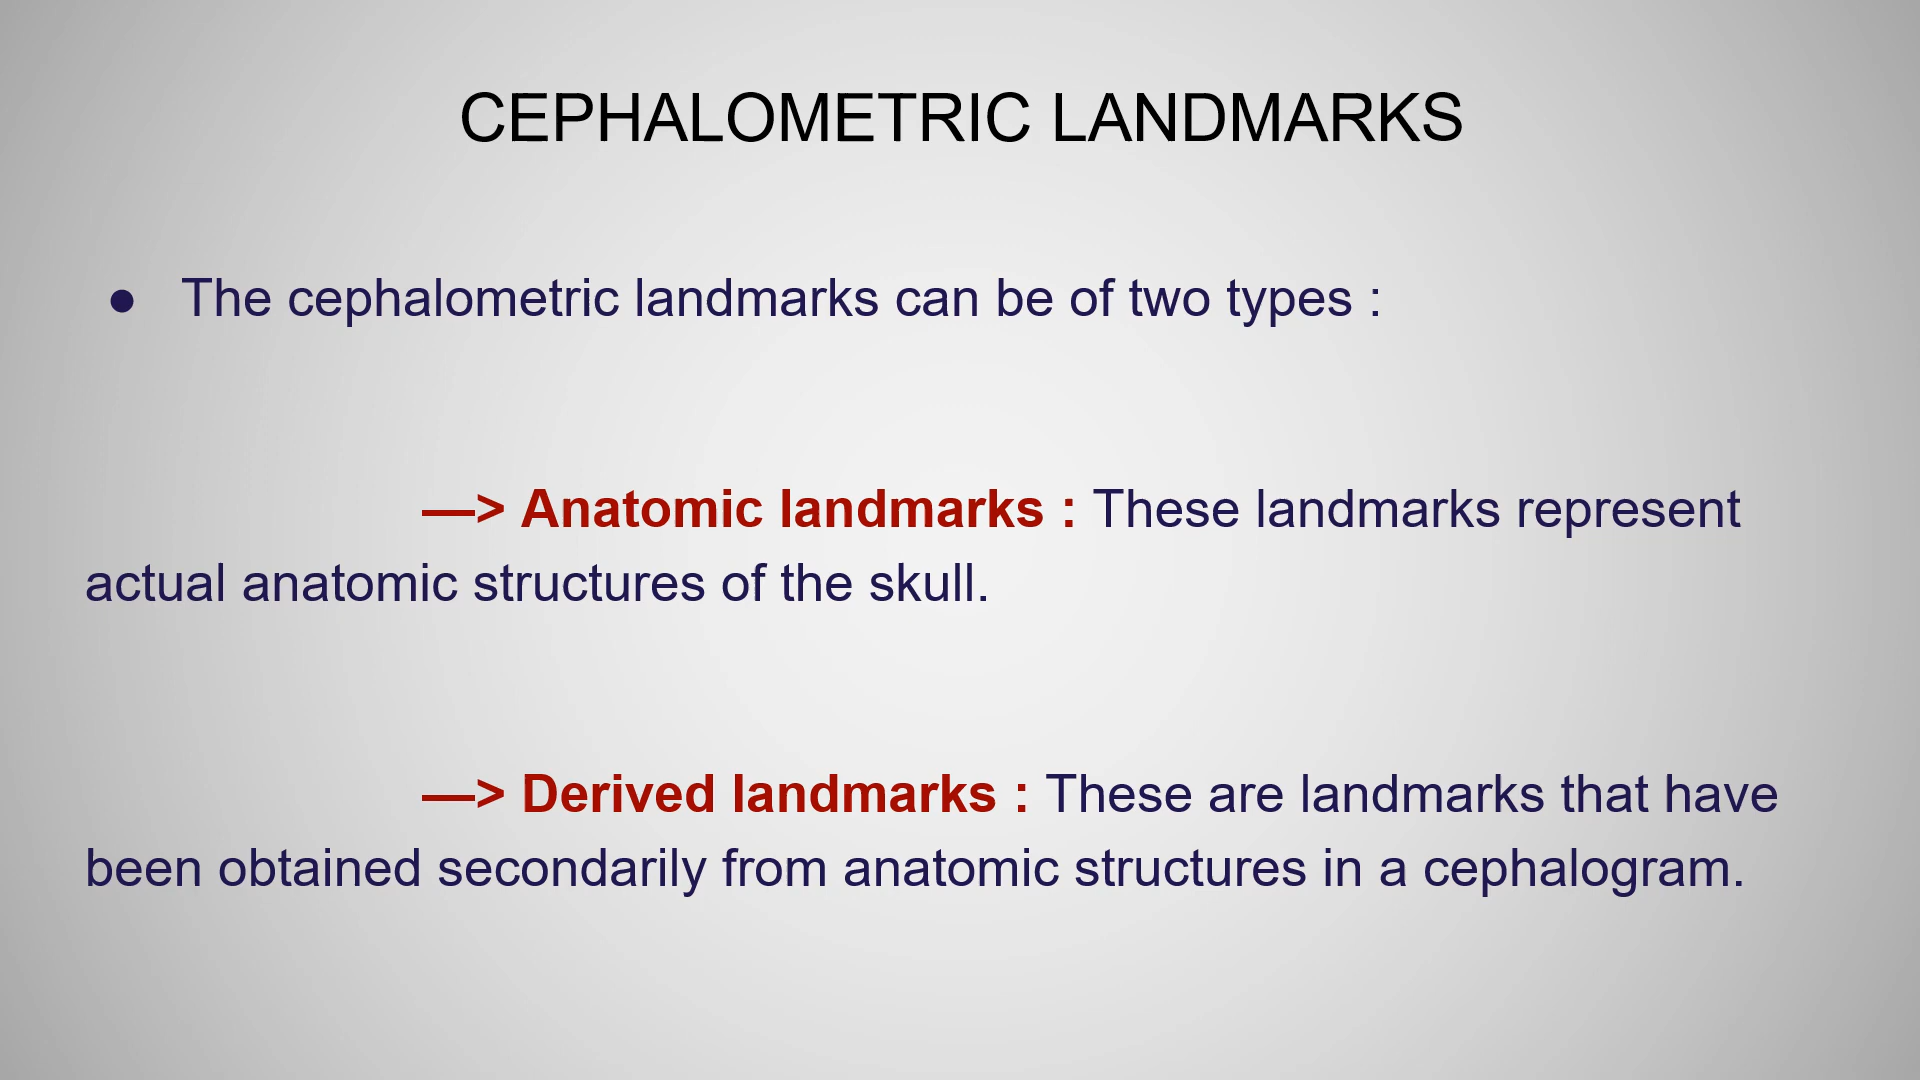 CEPHALOMETRIC LANDMARKS
● The cephalometric landmarks can be of two types :
—> Anatomic landmarks : These landmarks represent
actual anatomic structures of the skull.
—> Derived landmarks : These are landmarks that have
been obtained secondarily from anatomic structures in a cephalogram.